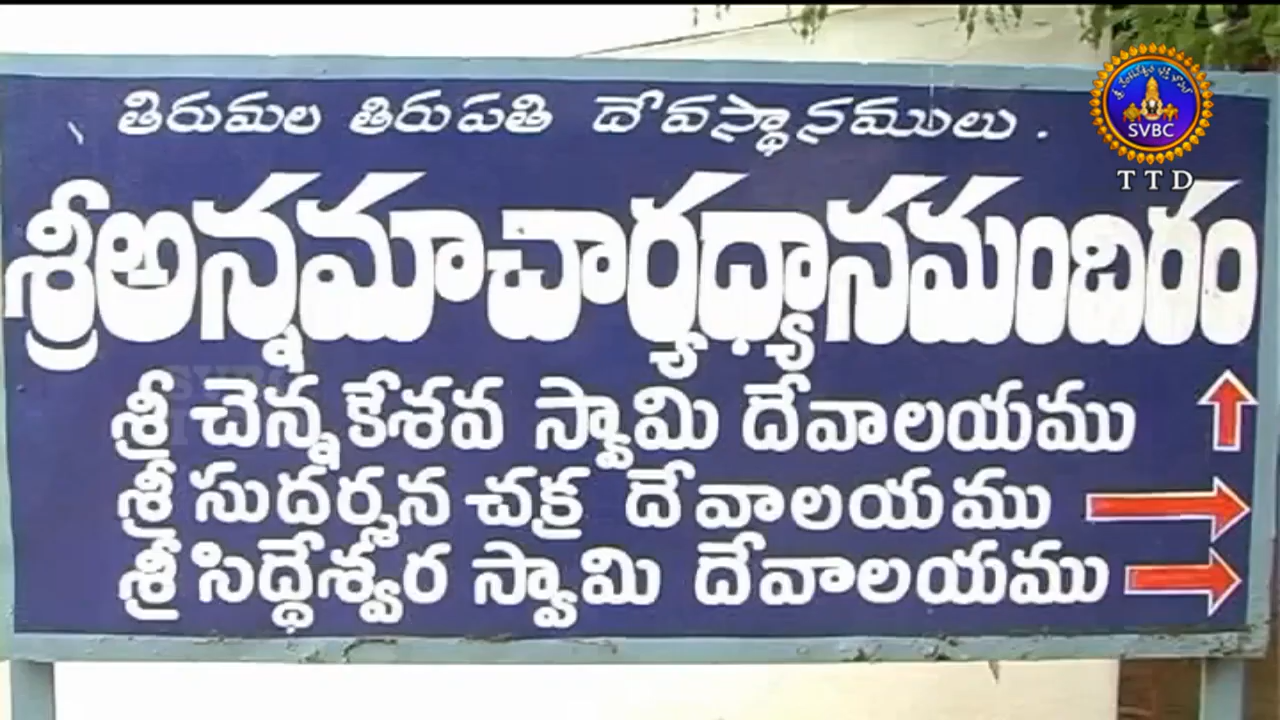 తిరుమల తిరుపతి దేవస్థానములు .
శ్రీఅన్నమాచార్యధ్యానమందిరం
శ్రీ చెన్నకేశవ స్వామి దేవాలయము
శ్రీ సుదర్శన చక్ర దేవాలయము
శ్రీ సిద్ధేశ్వర స్వామి దేవాలయము
SVBC
TTD